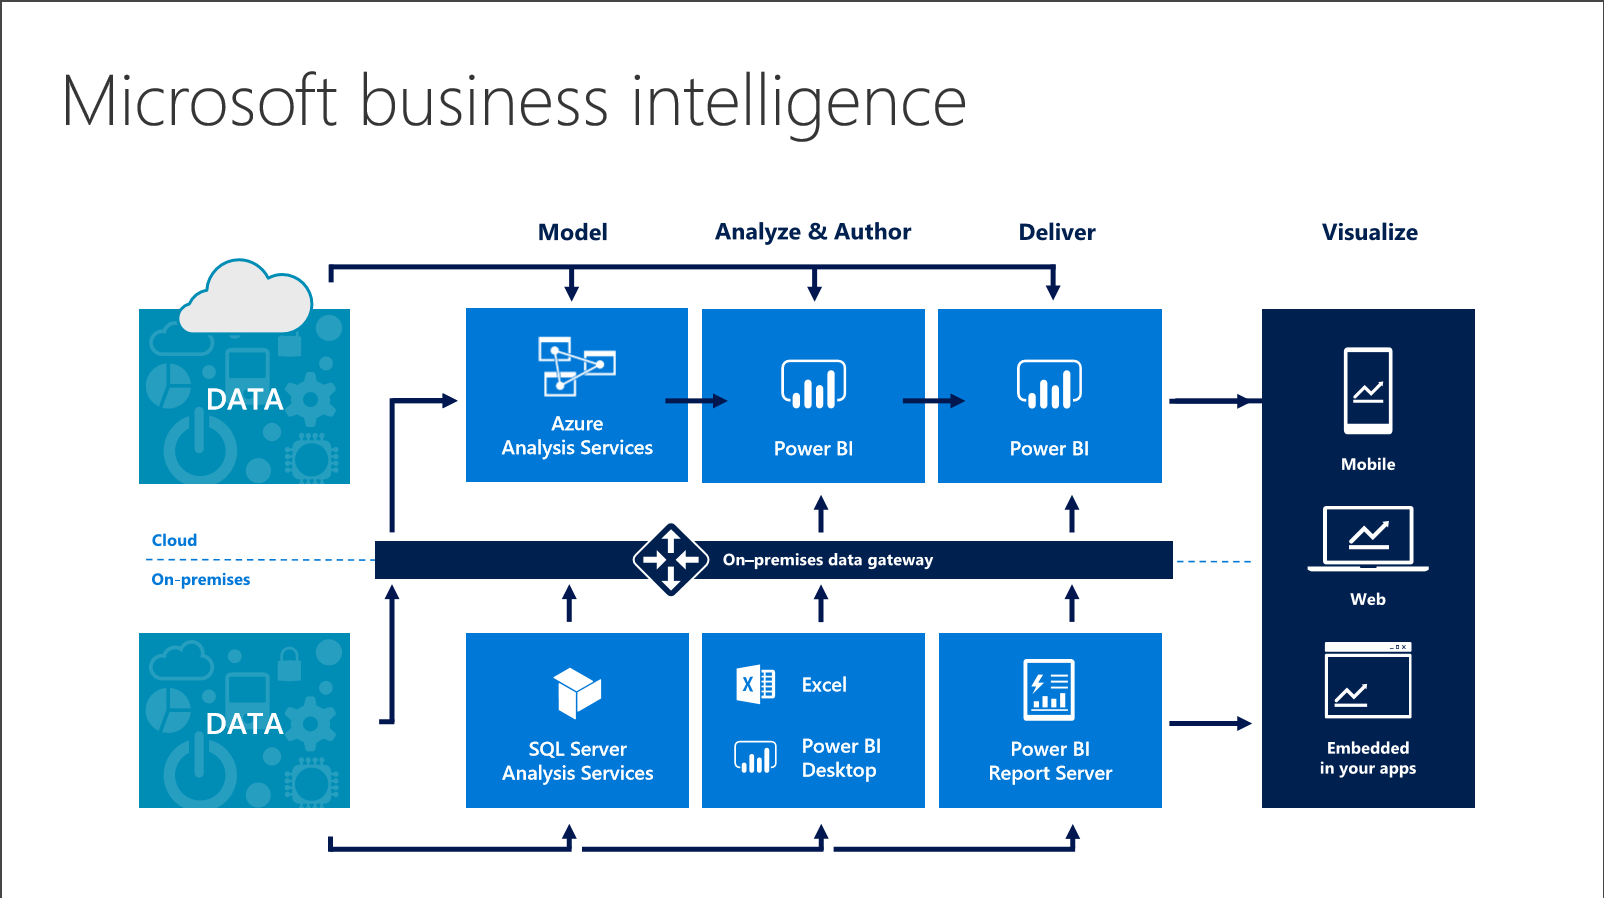 Microsoft business intelligence
Model
Analyze & Author
Deliver
Visualize
DATA
Azure
Analysis Services
Power BI
Power BI
Mobile
Cloud
On-premises
On–premises data gateway
Web
DATA
SQL Server
Analysis Services
X
Excel
Power BI
Desktop
Power BI
Report Server
Embedded
in your apps